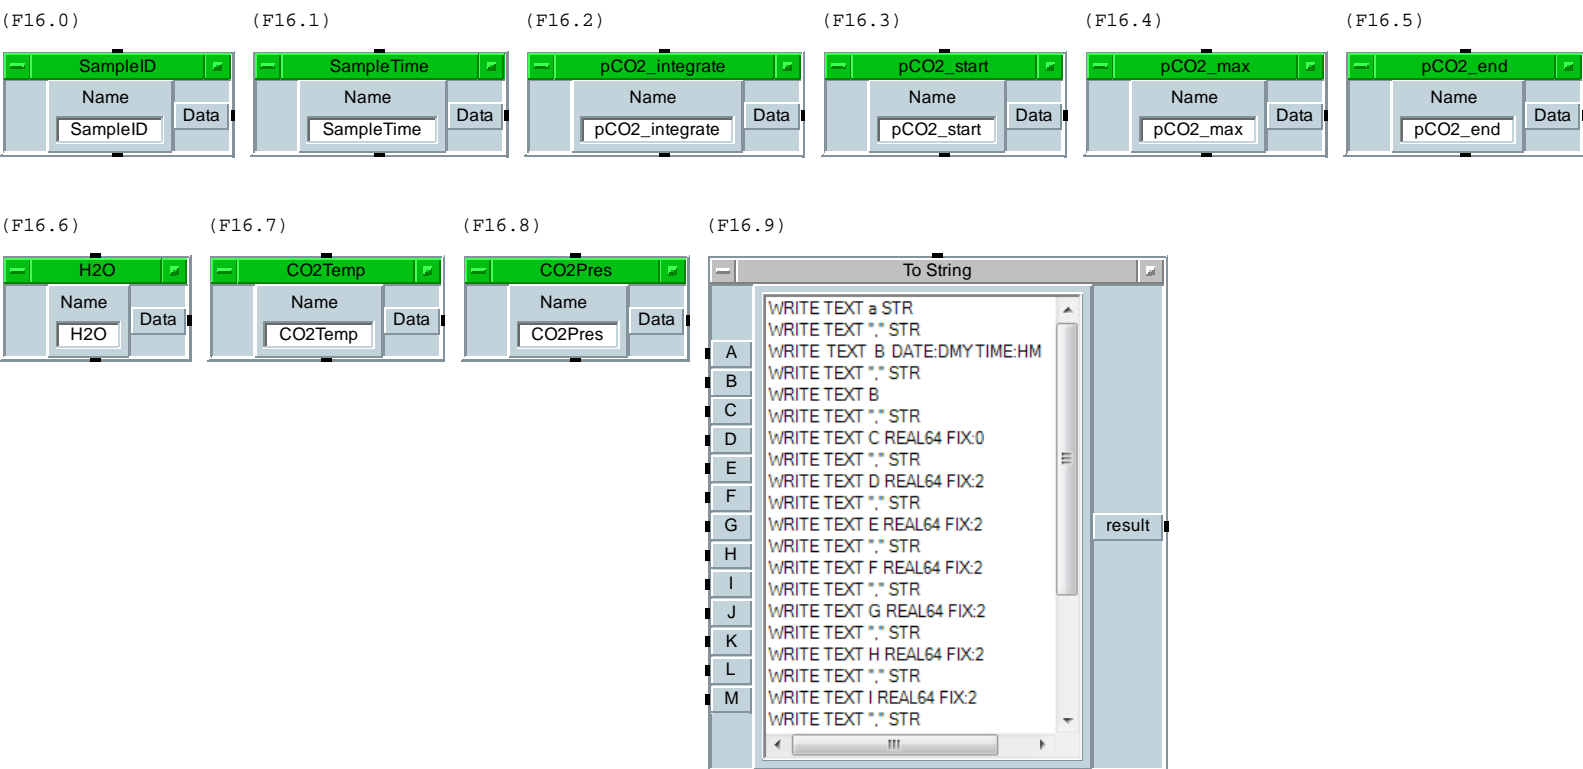 (F16.0) (F16.1) (F16.2) (F16.3) (F16.4) (F16.5)
SampleID SampleTime pCO2_integrate pCO2_start pCO2_max pCO2_end
Name Name Name Name Name Name
Data Data Data Data Data Data
SampleID SampleTime pCO2_integrate pCO2_start pCO2_max pCO2_end
(F16.6) (F16.7) (F16.8) (F16.9)
H2O CO2Temp CO2Pres To String
Name Name Name
Data Data Data
H2O CO2Temp CO2Pres
A
B
C
D
E
F
G
H
I
J
K
L
M
WRITE TEXT a STR
WRITE TEXT "," STR
WRITE TEXT B DATE:DMY TIME:HM
WRITE TEXT "," STR
WRITE TEXT B
WRITE TEXT "," STR
WRITE TEXT C REAL64 FIX:0
WRITE TEXT "," STR
WRITE TEXT D REAL64 FIX:2
WRITE TEXT "," STR
WRITE TEXT E REAL64 FIX:2
WRITE TEXT "," STR
WRITE TEXT F REAL64 FIX:2
WRITE TEXT "," STR
WRITE TEXT G REAL64 FIX:2
WRITE TEXT "," STR
WRITE TEXT H REAL64 FIX:2
WRITE TEXT "," STR
WRITE TEXT I REAL64 FIX:2
WRITE TEXT "," STR
result